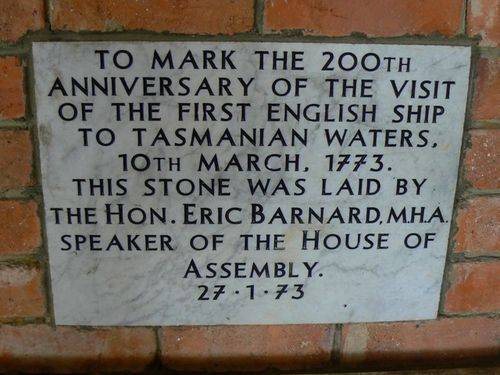 TO MARK THE 200TH
ANNIVERSARY OF THE VISIT
OF THE FIRST ENGLISH SHIP
TO TASMANIAN WATERS,
10TH MARCH, 1773.
THIS STONE WAS LAID BY
THE HON. ERIC BARNARD, M.H.A.
SPEAKER OF THE HOUSE OF
ASSEMBLY.
27·1·73